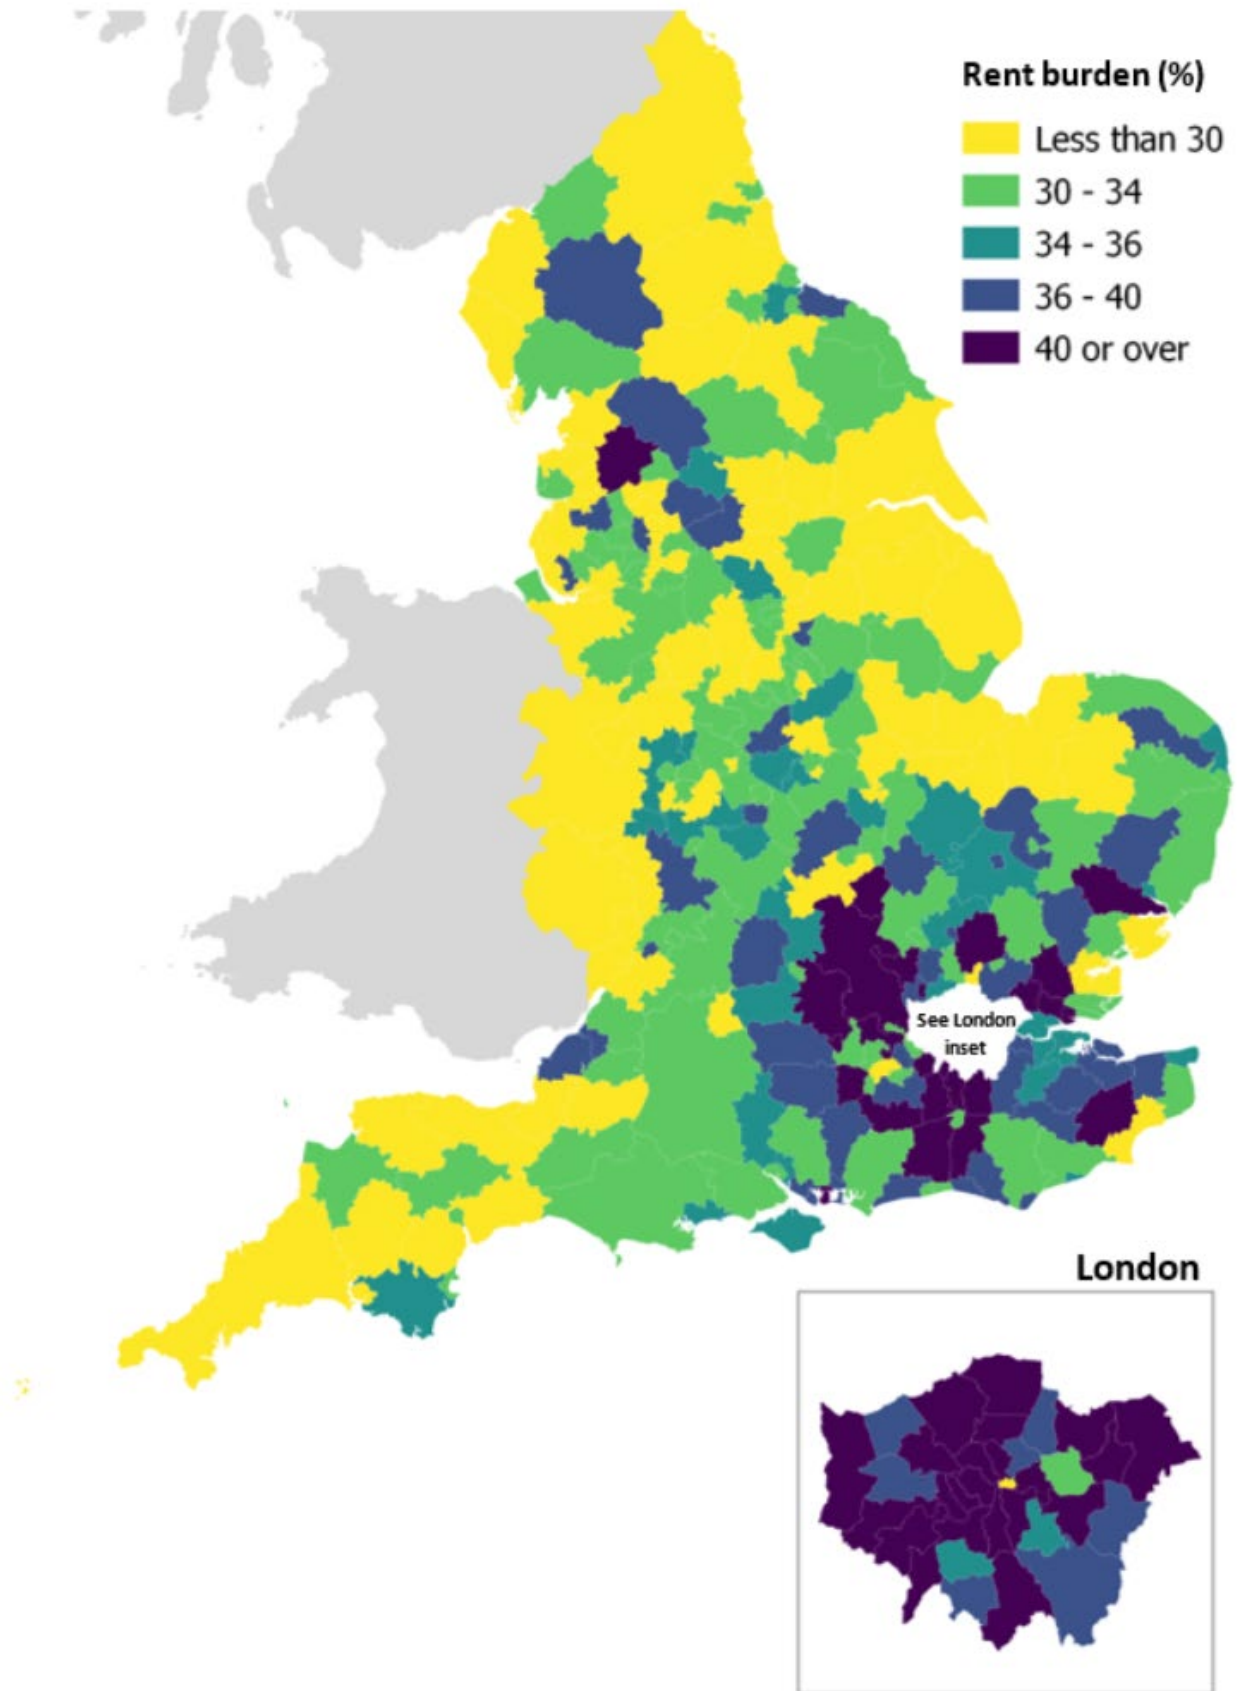 Rent burden (%)
Less than 30
30 - 34
34 - 36
36 - 40
40 or over
See London
inset
London